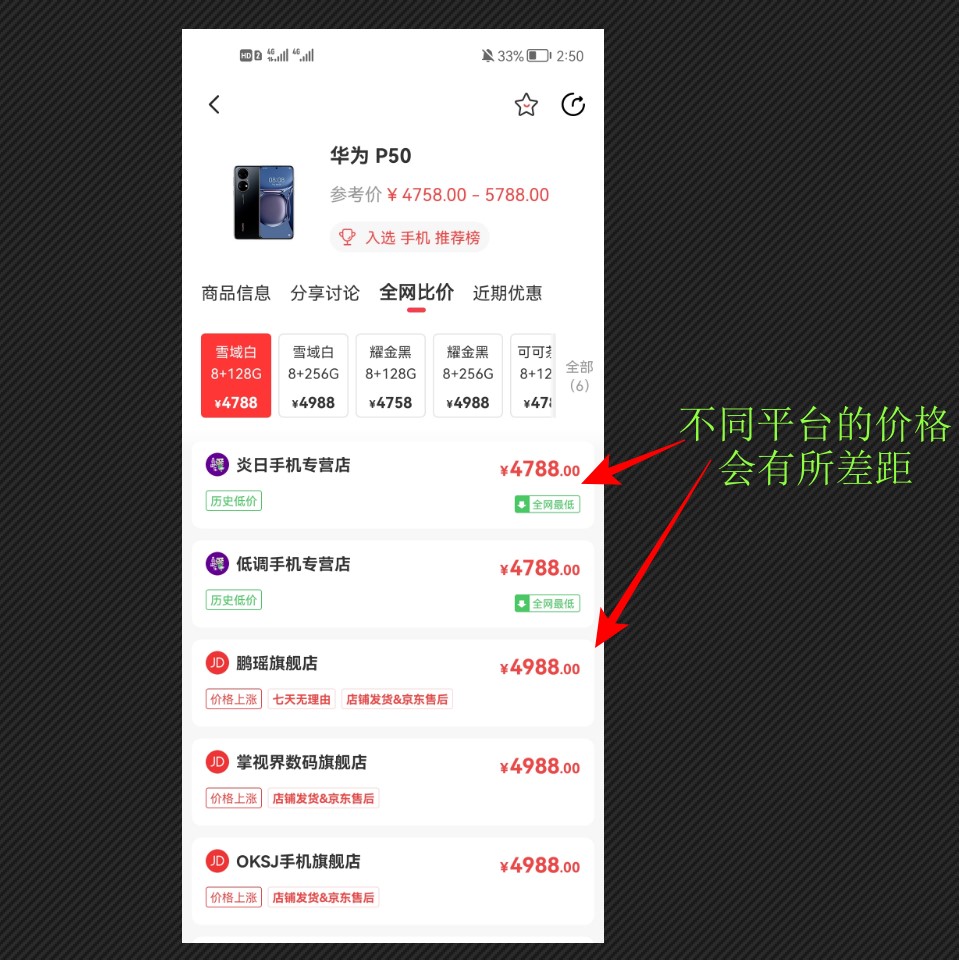 HD 2 4G 4G 33% 2:50
华为 P50
参考价 ¥ 4758.00 - 5788.00
入选 手机 推荐榜
商品信息 分享讨论 全网比价 近期优惠
雪域白 雪域白 耀金黑 耀金黑 可可
8+128G 8+256G 8+128G 8+256G 8+12 全部
¥4788 ¥4988 ¥4758 ¥4988 ¥47 (6)
不同平台的价格
会有所差距
炎日手机专营店 ¥4788.00
历史低价 全网最低
低调手机专营店 ¥4788.00
历史低价 全网最低
JD 鹏瑶旗舰店 ¥4988.00
价格上涨 七天无理由 店铺发货&京东售后
JD 掌视界数码旗舰店 ¥4988.00
价格上涨 店铺发货&京东售后
JD OKSJ手机旗舰店 ¥4988.00
价格上涨 店铺发货&京东售后